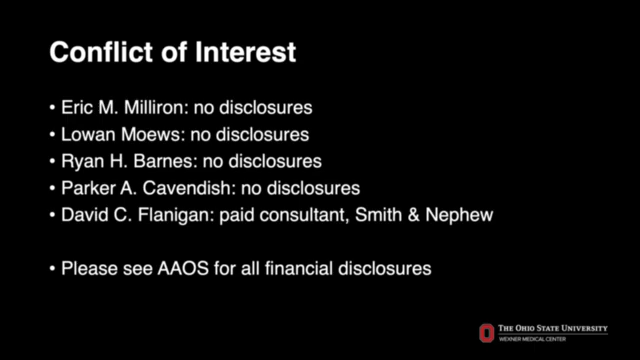 Conflict of Interest
• Eric M. Milliron: no disclosures
• Lowan Moews: no disclosures
• Ryan H. Barnes: no disclosures
• Parker A. Cavendish: no disclosures
• David C. Flanigan: paid consultant, Smith & Nephew
• Please see AAOS for all financial disclosures
THE OHIO STATE UNIVERSITY
WEXNER MEDICAL CENTER